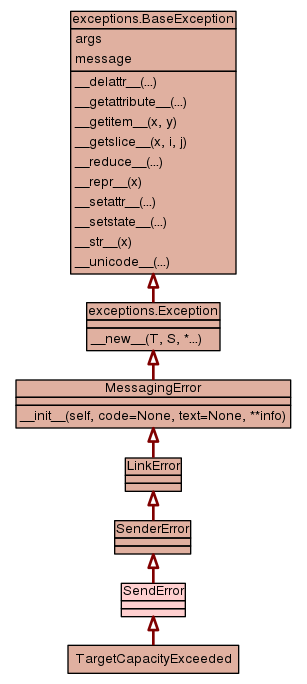 exceptions.BaseException
args
message
__delattr__(...)
__getattribute__(...)
__getitem__(x, y)
__getslice__(x, i, j)
__reduce__(...)
__repr__(x)
__setattr__(...)
__setstate__(...)
__str__(x)
__unicode__(...)
exceptions.Exception
__new__(T, S, *...)
MessagingError
__init__(self, code=None, text=None, **info)
LinkError
SenderError
SendError
TargetCapacityExceeded